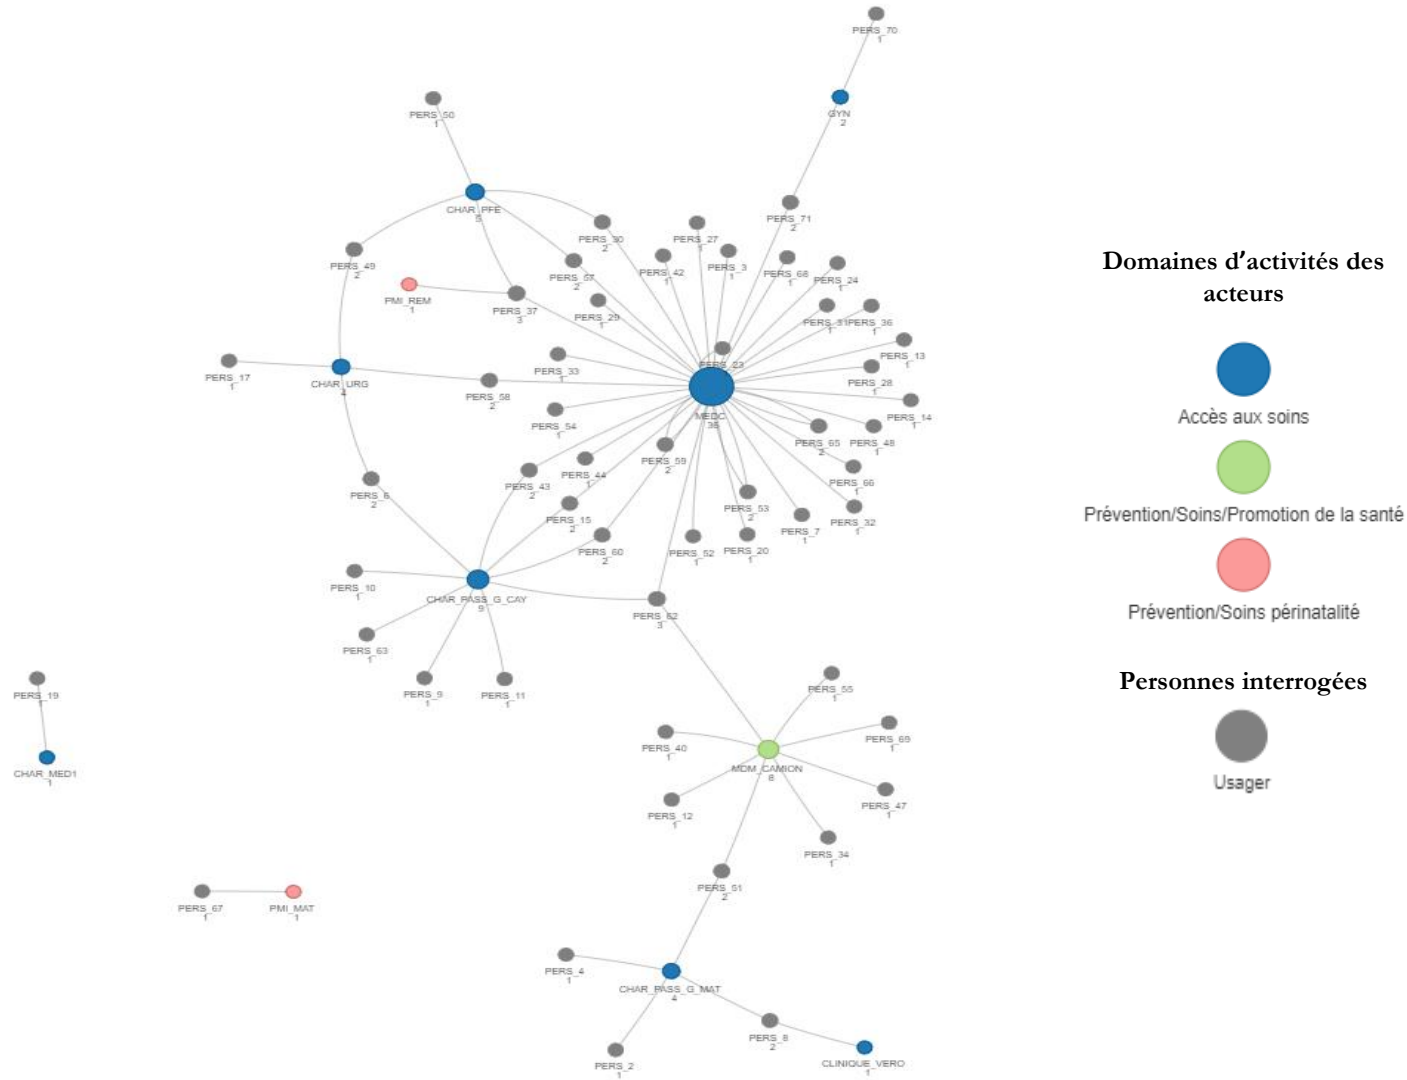 PERS_70
1
GYN
2
PERS_50
1
CHAR_PFE
5
PERS_71
2
PERS_30
2
PERS_27
1
PERS_49
2
PERS_57
2
PERS_42
1
PERS_3
1
PERS_68
1
PERS_24
1
PMI_REM
1
PERS_37
3
PERS_29
1
PERS_31
1
PERS_36
1
PERS_13
1
PERS_17
1
CHAR_URG
4
PERS_33
1
PERS_23
PERS_28
1
PERS_58
2
MEDC
PERS_14
1
PERS_54
1
PERS_65
2
PERS_48
1
PERS_59
2
PERS_6
2
PERS_43
2
PERS_44
1
PERS_66
1
PERS_15
2
PERS_53
2
PERS_7
1
PERS_32
1
PERS_60
2
PERS_52
1
PERS_20
1
PERS_10
1
CHAR_PASS_G_CAY
9
PERS_62
3
PERS_63
1
PERS_9
1
PERS_11
1
PERS_19
1
CHAR_MED1
1
PERS_55
1
PERS_40
1
PERS_69
1
MDM_CAMION
8
PERS_12
1
PERS_47
1
PERS_34
1
PERS_67
1
PMI_MAT
1
PERS_51
2
PERS_4
1
CHAR_PASS_G_MAT
4
PERS_8
2
PERS_2
1
CLINIQUE_VERO
1
Domaines d’activités des
acteurs
Accès aux soins
Prévention/Soins/Promotion de la santé
Prévention/Soins périnatalité
Personnes interrogées
Usager